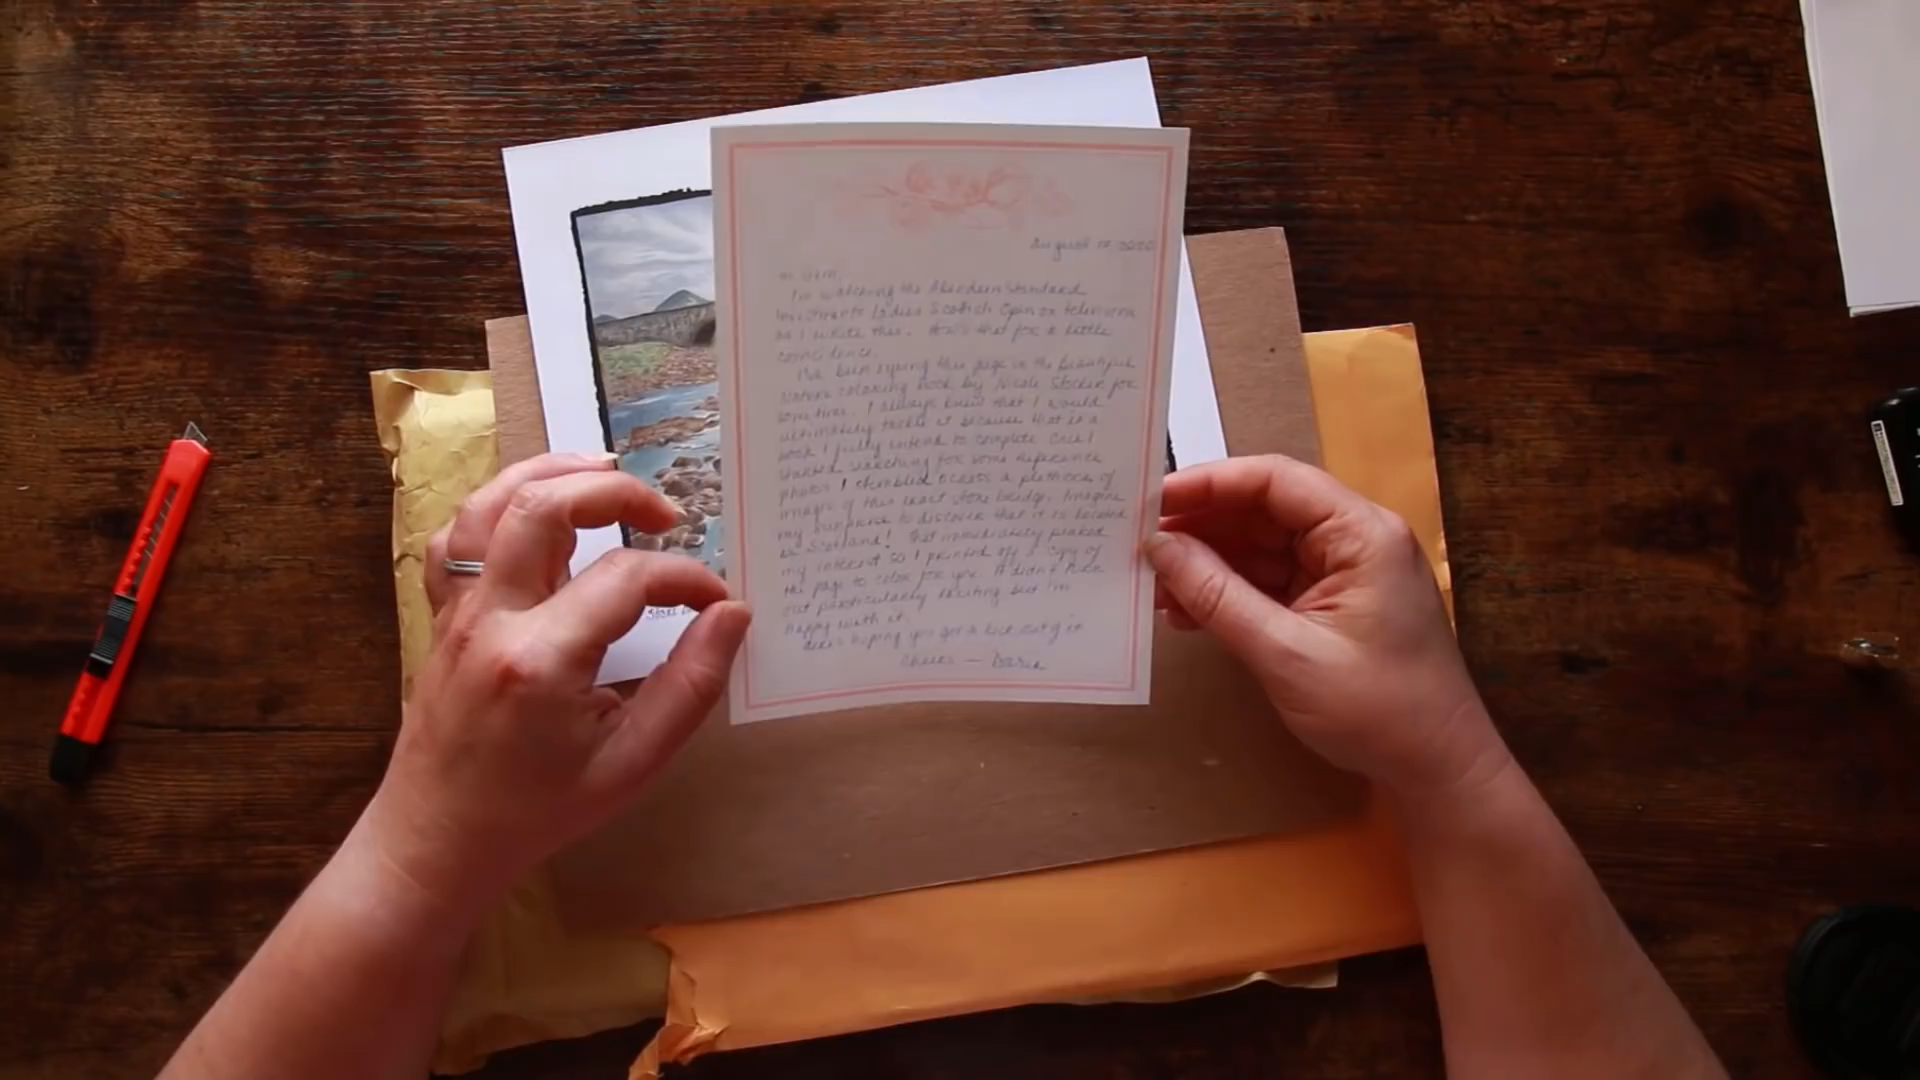 August 2020
I'm watching the Aberdeen Standard
Investments Ladies Scottish Open on television
as I write this. How's that for a little
coincidence.
I've been eyeing this page in the Beautiful
Nature coloring book by Nicole Stocker for
some time. I always knew that I would
ultimately tackle it because that is a
book I fully intend to complete. Once I
started searching for some reference
photos I stumbled across a plethora of
images of this exact stone bridge. Imagine
my surprise to discover that it is located
in Scotland! That immediately peaked
my interest so I printed off a copy of
the page to color for you. It didn't turn
out particularly exciting but I'm
happy with it.
hoping you get a kick out of it
Cheers —